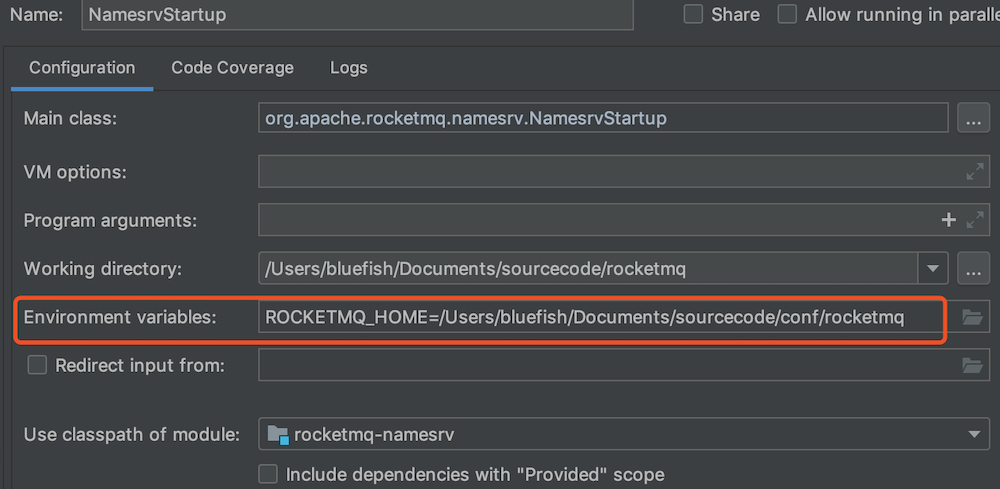 Name: NamesrvStartup Share Allow running in paralle
Configuration Code Coverage Logs
Main class: org.apache.rocketmq.namesrv.NamesrvStartup ...
VM options:
Program arguments: +
Working directory: /Users/bluefish/Documents/sourcecode/rocketmq ...
Environment variables: ROCKETMQ_HOME=/Users/bluefish/Documents/sourcecode/conf/rocketmq
Redirect input from:
Use classpath of module: rocketmq-namesrv
Include dependencies with "Provided" scope